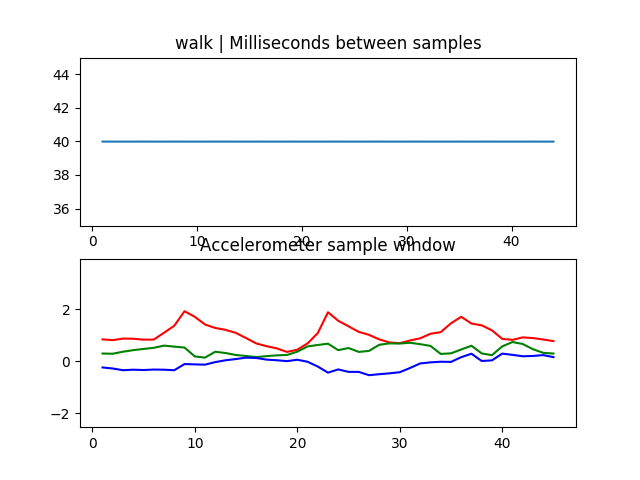 walk | Milliseconds between samples
44
42
40
38
36
0 10 20 30 40
Accelerometer sample window
2
0
−2
0 10 20 30 40